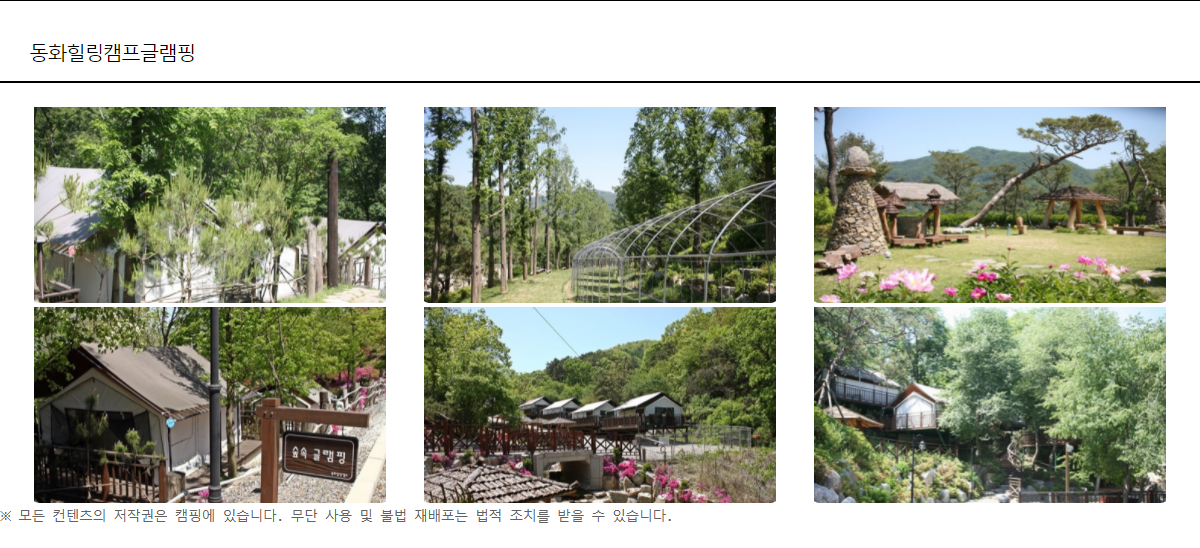 동화힐링캠프글램핑
숲속 글램핑
※ 모든 컨텐츠의 저작권은 캠핑에 있습니다. 무단 사용 및 불법 재배포는 법적 조치를 받을 수 있습니다.